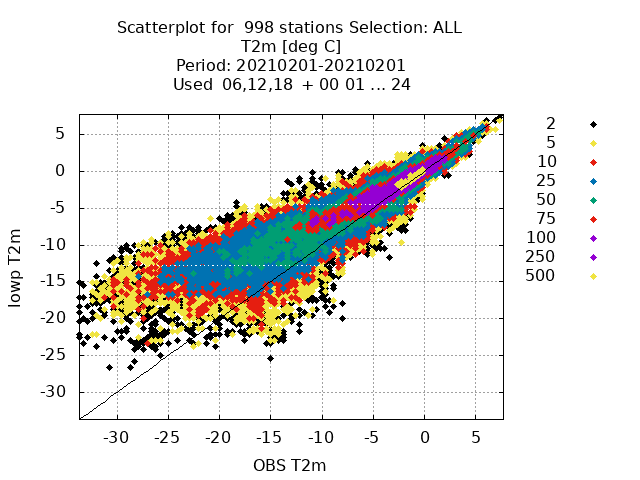 Scatterplot for  998 stations Selection: ALL
T2m [deg C]
Period: 20210201-20210201
Used  06,12,18 + 00 01 ... 24
2
5
10
25
50
75
100
250
500
5
0
-5
-10
-15
-20
-25
-30
iowp T2m
-30 -25 -20 -15 -10 -5 0 5
OBS T2m